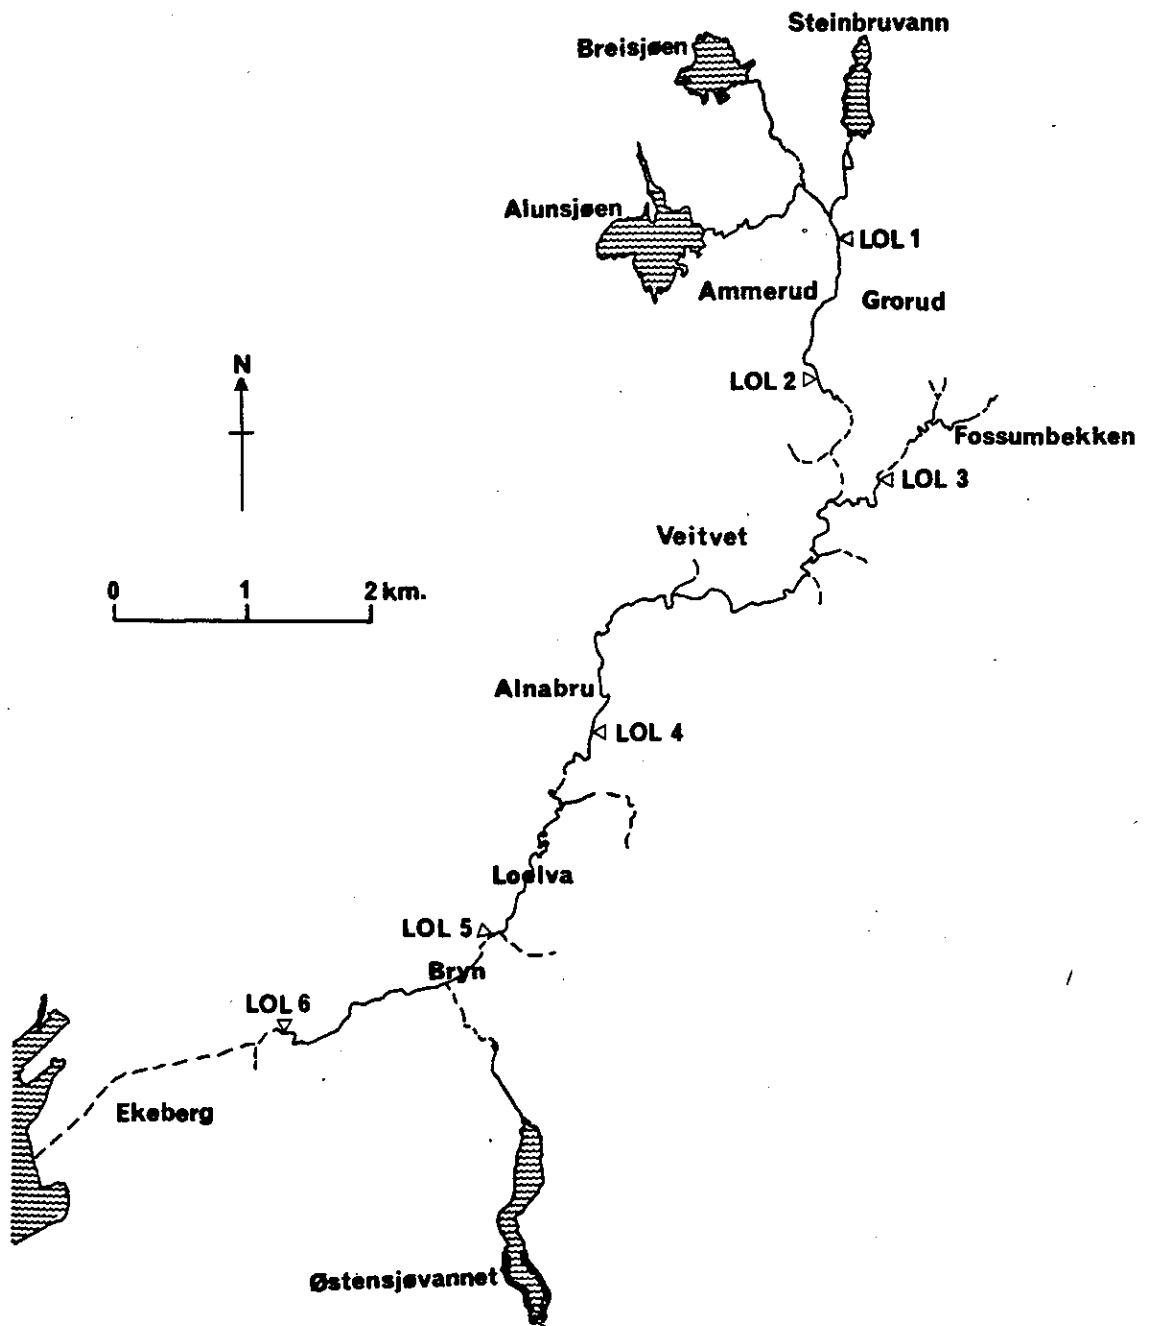 Steinbruvann
Breisjøen
Alunsjøen
LOL 1
Ammerud
Grorud
N
LOL 2
Fossumbekken
LOL 3
Veitvet
0 1 2 km.
Alnabru
LOL 4
Loelva
LOL 5
Bryn
LOL 6
Ekeberg
Østensjøvannet